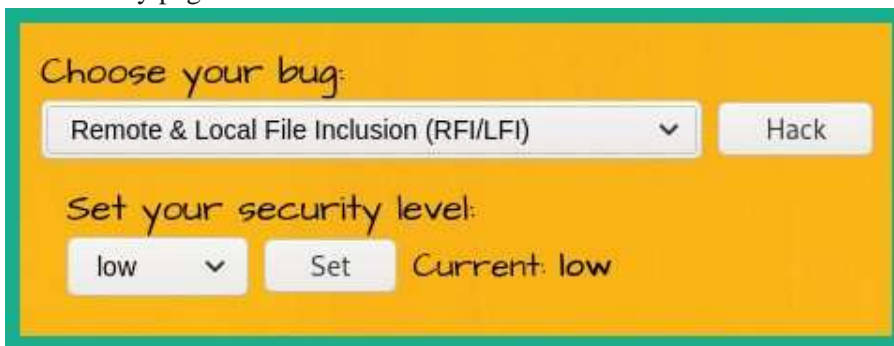 Choose your bug:
Remote & Local File Inclusion (RFI/LFI) Hack
Set your security level:
low Set Current: low